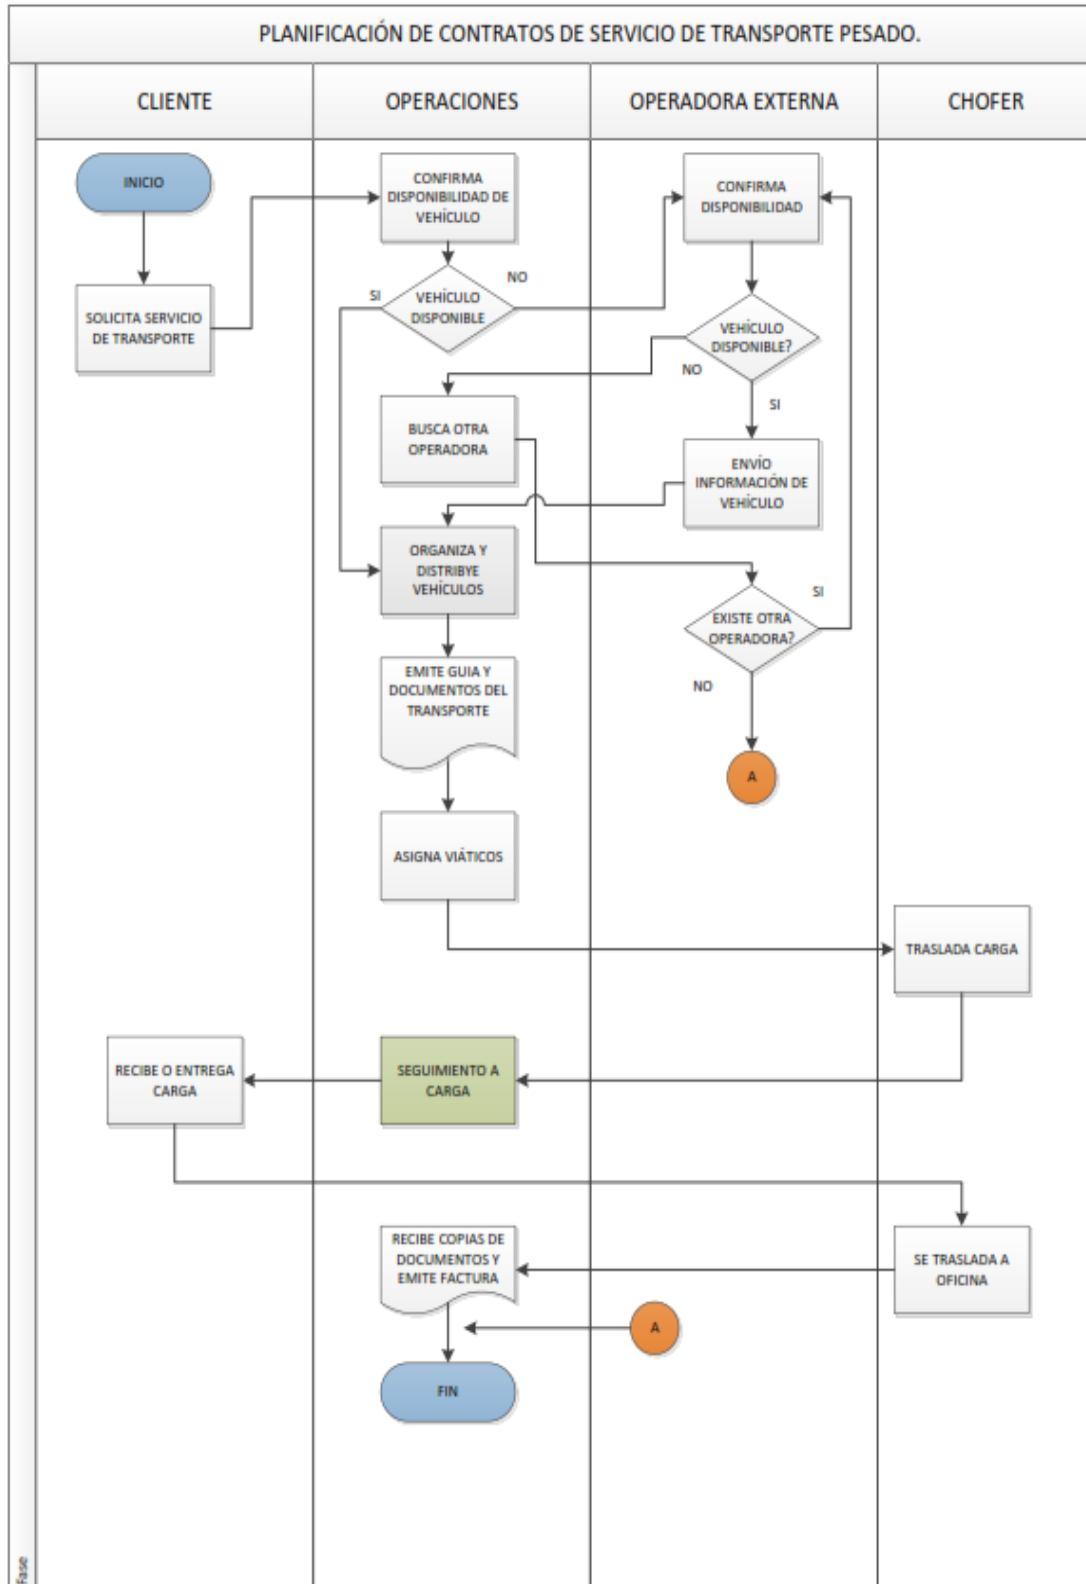 PLANIFICACIÓN DE CONTRATOS DE SERVICIO DE TRANSPORTE PESADO.
CLIENTE
OPERACIONES
OPERADORA EXTERNA
CHOFER
INICIO
CONFIRMA
DISPONIBILIDAD DE
VEHÍCULO
CONFIRMA
DISPONIBILIDAD
SOLICITA SERVICIO
DE TRANSPORTE
SI
VEHÍCULO
DISPONIBLE
NO
VEHÍCULO
DISPONIBLE?
NO
SI
BUSCA OTRA
OPERADORA
ENVÍO
INFORMACIÓN DE
VEHÍCULO
ORGANIZA Y
DISTRIBYE
VEHÍCULOS
EXISTE OTRA
OPERADORA?
SI
NO
EMITE GUIA Y
DOCUMENTOS DEL
TRANSPORTE
A
ASIGNA VIÁTICOS
TRASLADA CARGA
RECIBE O ENTREGA
CARGA
SEGUIMIENTO A
CARGA
RECIBE COPIAS DE
DOCUMENTOS Y
EMITE FACTURA
SE TRASLADA A
OFICINA
A
FIN
Fase